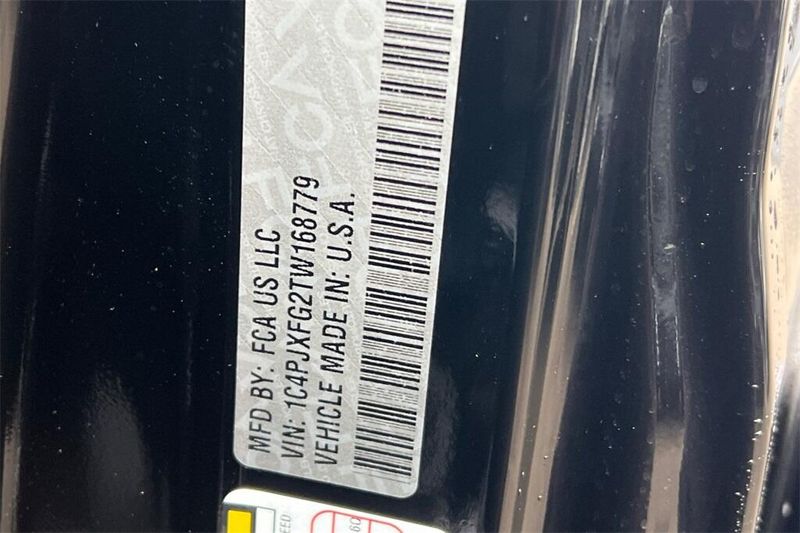 MFD BY: FCA US LLC
VIN: 1C4PJXFG2TW168779
VEHICLE MADE IN: U.S.A.